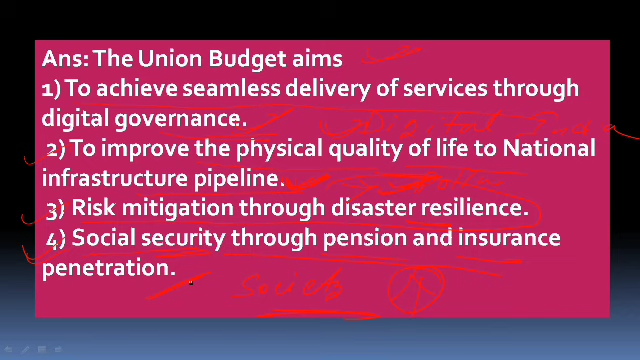 Ans: The Union Budget aims
1) To achieve seamless delivery of services through
digital governance.
Digital India
2) To improve the physical quality of life to National
infrastructure pipeline.
3) Risk mitigation through disaster resilience.
4) Social security through pension and insurance
penetration.